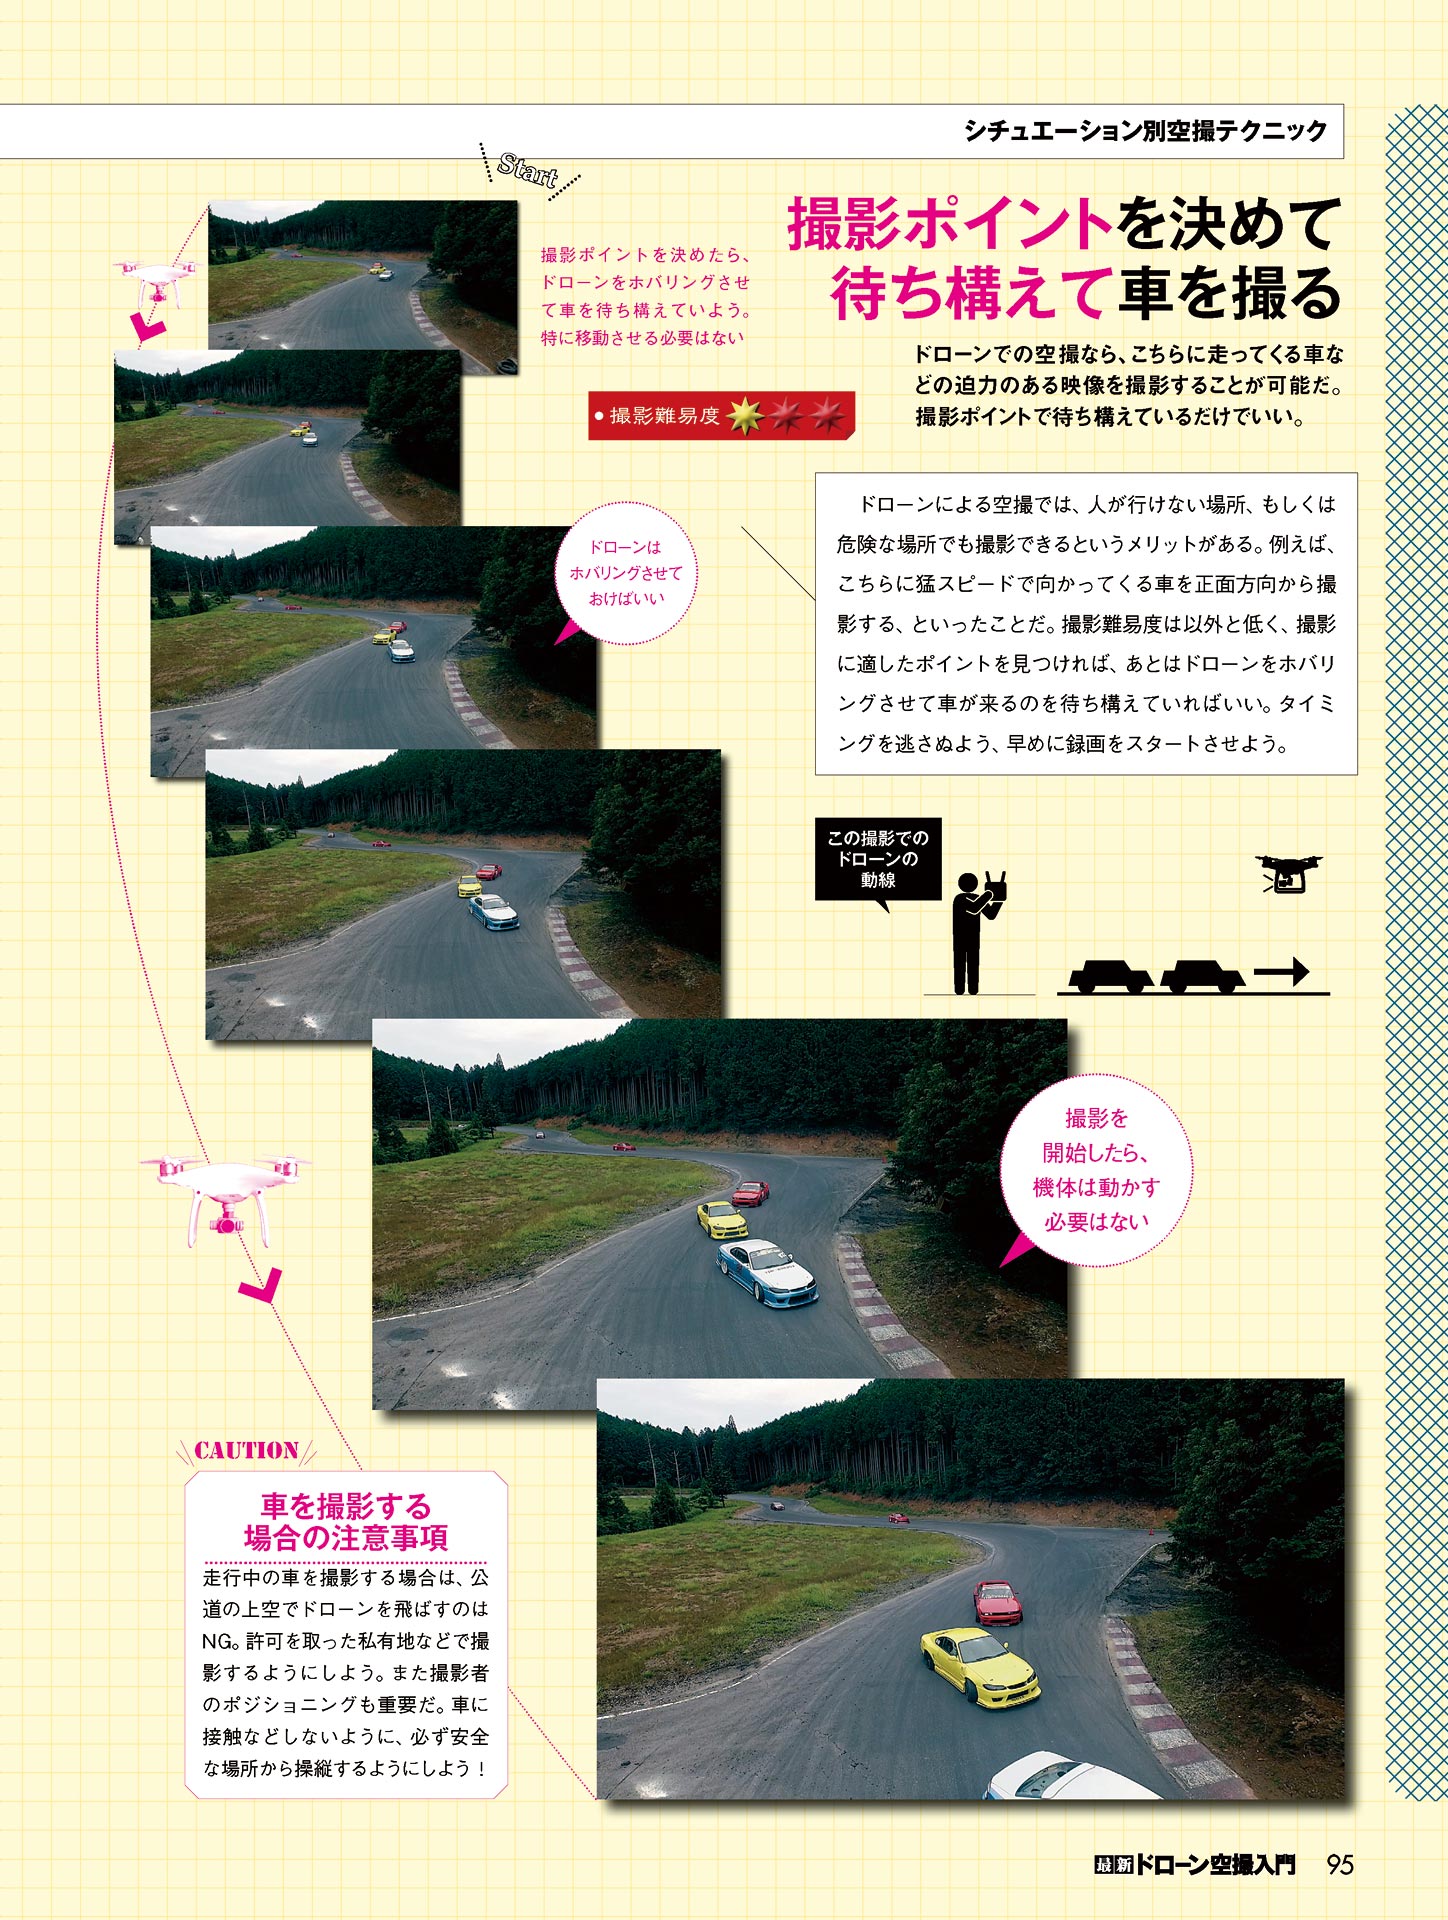 シチュエーション別空撮テクニック
撮影ポイントを決めて
待ち構えて車を撮る
ドローンでの空撮なら、こちらに走ってくる車な
どの迫力のある映像を撮影することが可能だ。
撮影ポイントで待ち構えているだけでいい。
Start
撮影ポイントを決めたら、
ドローンをホバリングさせ
て車を待ち構えていよう。
特に移動させる必要はない
●撮影難易度
ドローンによる空撮では、人が行けない場所、もしくは
危険な場所でも撮影できるというメリットがある。例えば、
こちらに猛スピードで向かってくる車を正面方向から撮
影する、といったことだ。撮影難易度は以外と低く、撮影
に適したポイントを見つければ、あとはドローンをホバリ
ングさせて車が来るのを待ち構えていればいい。タイミ
ングを逃さぬよう、早めに録画をスタートさせよう。
ドローンは
ホバリングさせて
おけばいい
この撮影での
ドローンの
動線
撮影を
開始したら、
機体は動かす
必要はない
CAUTION
車を撮影する
場合の注意事項
走行中の車を撮影する場合は、公
道の上空でドローンを飛ばすのは
NG。許可を取った私有地などで撮
影するようにしよう。また撮影者
のポジショニングも重要だ。車に
接触などしないように、必ず安全
な場所から操縦するようにしよう！
最新ドローン空撮入門 95